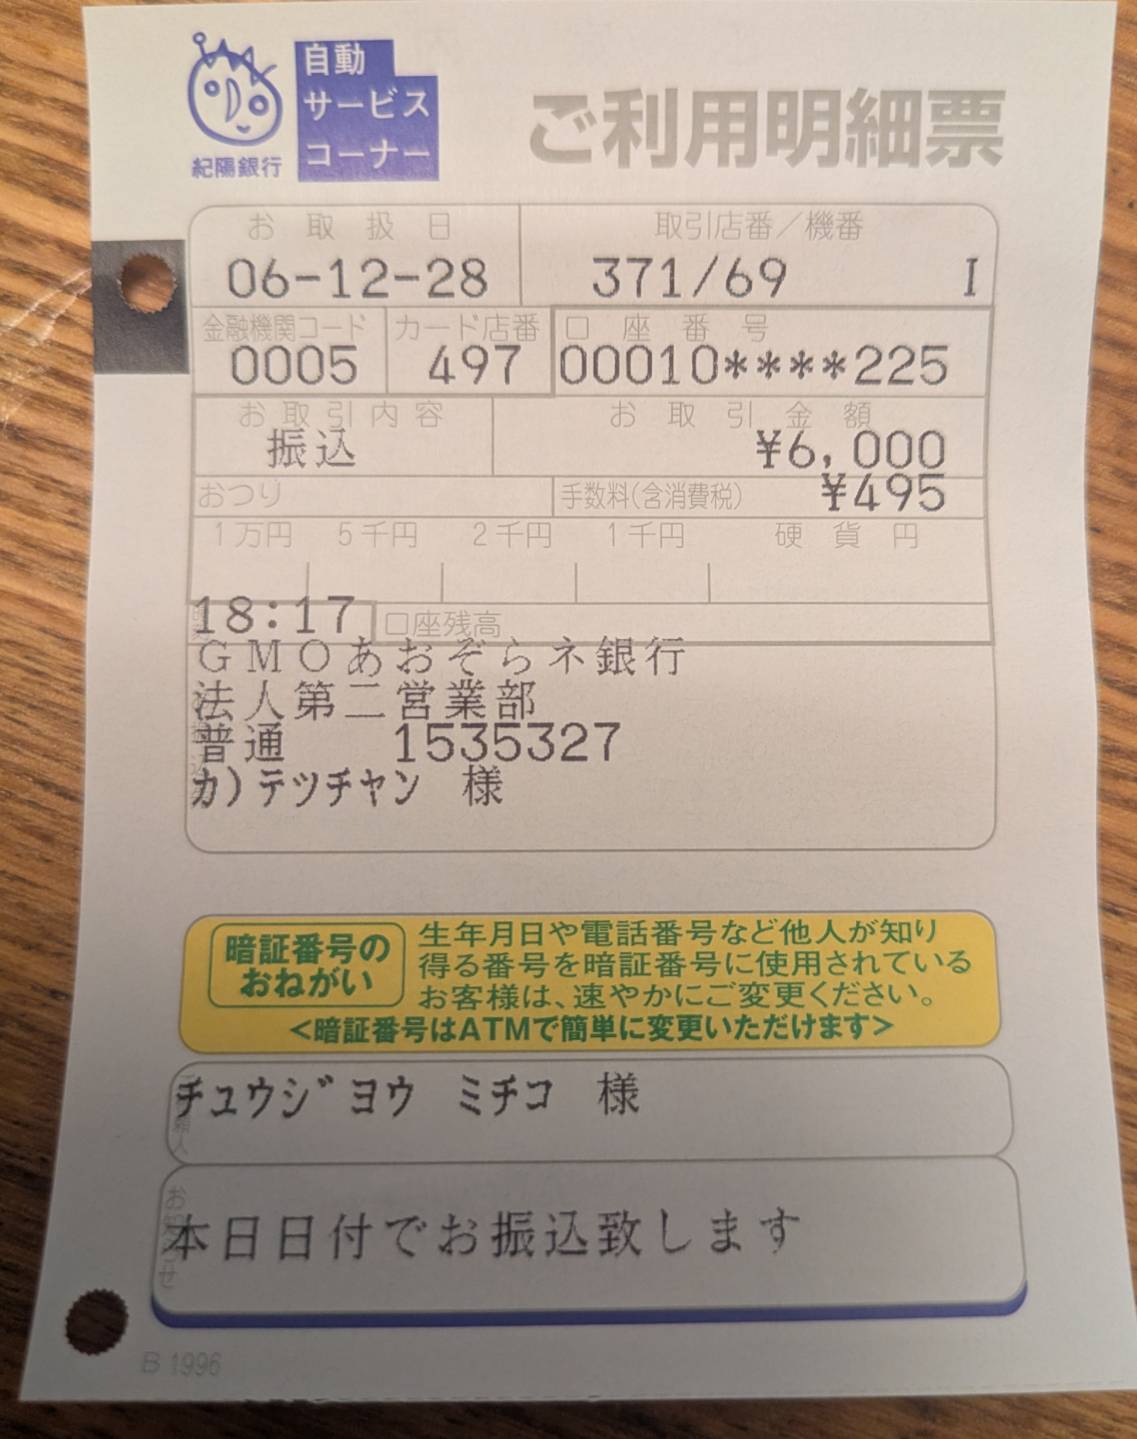 自動
サービス
コーナー
紀陽銀行
ご利用明細票
お取扱日 取引店番/機番
06-12-28 371/69 I
金融機関コード カード店番 口座番号
0005 497 00010****225
お取引内容 お取引金額
振込 ¥6,000
おつり 手数料(含消費税) ¥495
1万円 5千円 2千円 1千円 硬貨 円
18:17 口座残高
GMOあおぞらネ銀行
法人第二営業部
普通 1535327
カ)テツチヤン 様
暗証番号の
おねがい
生年月日や電話番号など他人が知り
得る番号を暗証番号に使用されている
お客様は、速やかにご変更ください。
<暗証番号はATMで簡単に変更いただけます>
チユウジヨウ ミチコ 様
本日日付でお振込致します
B 1996